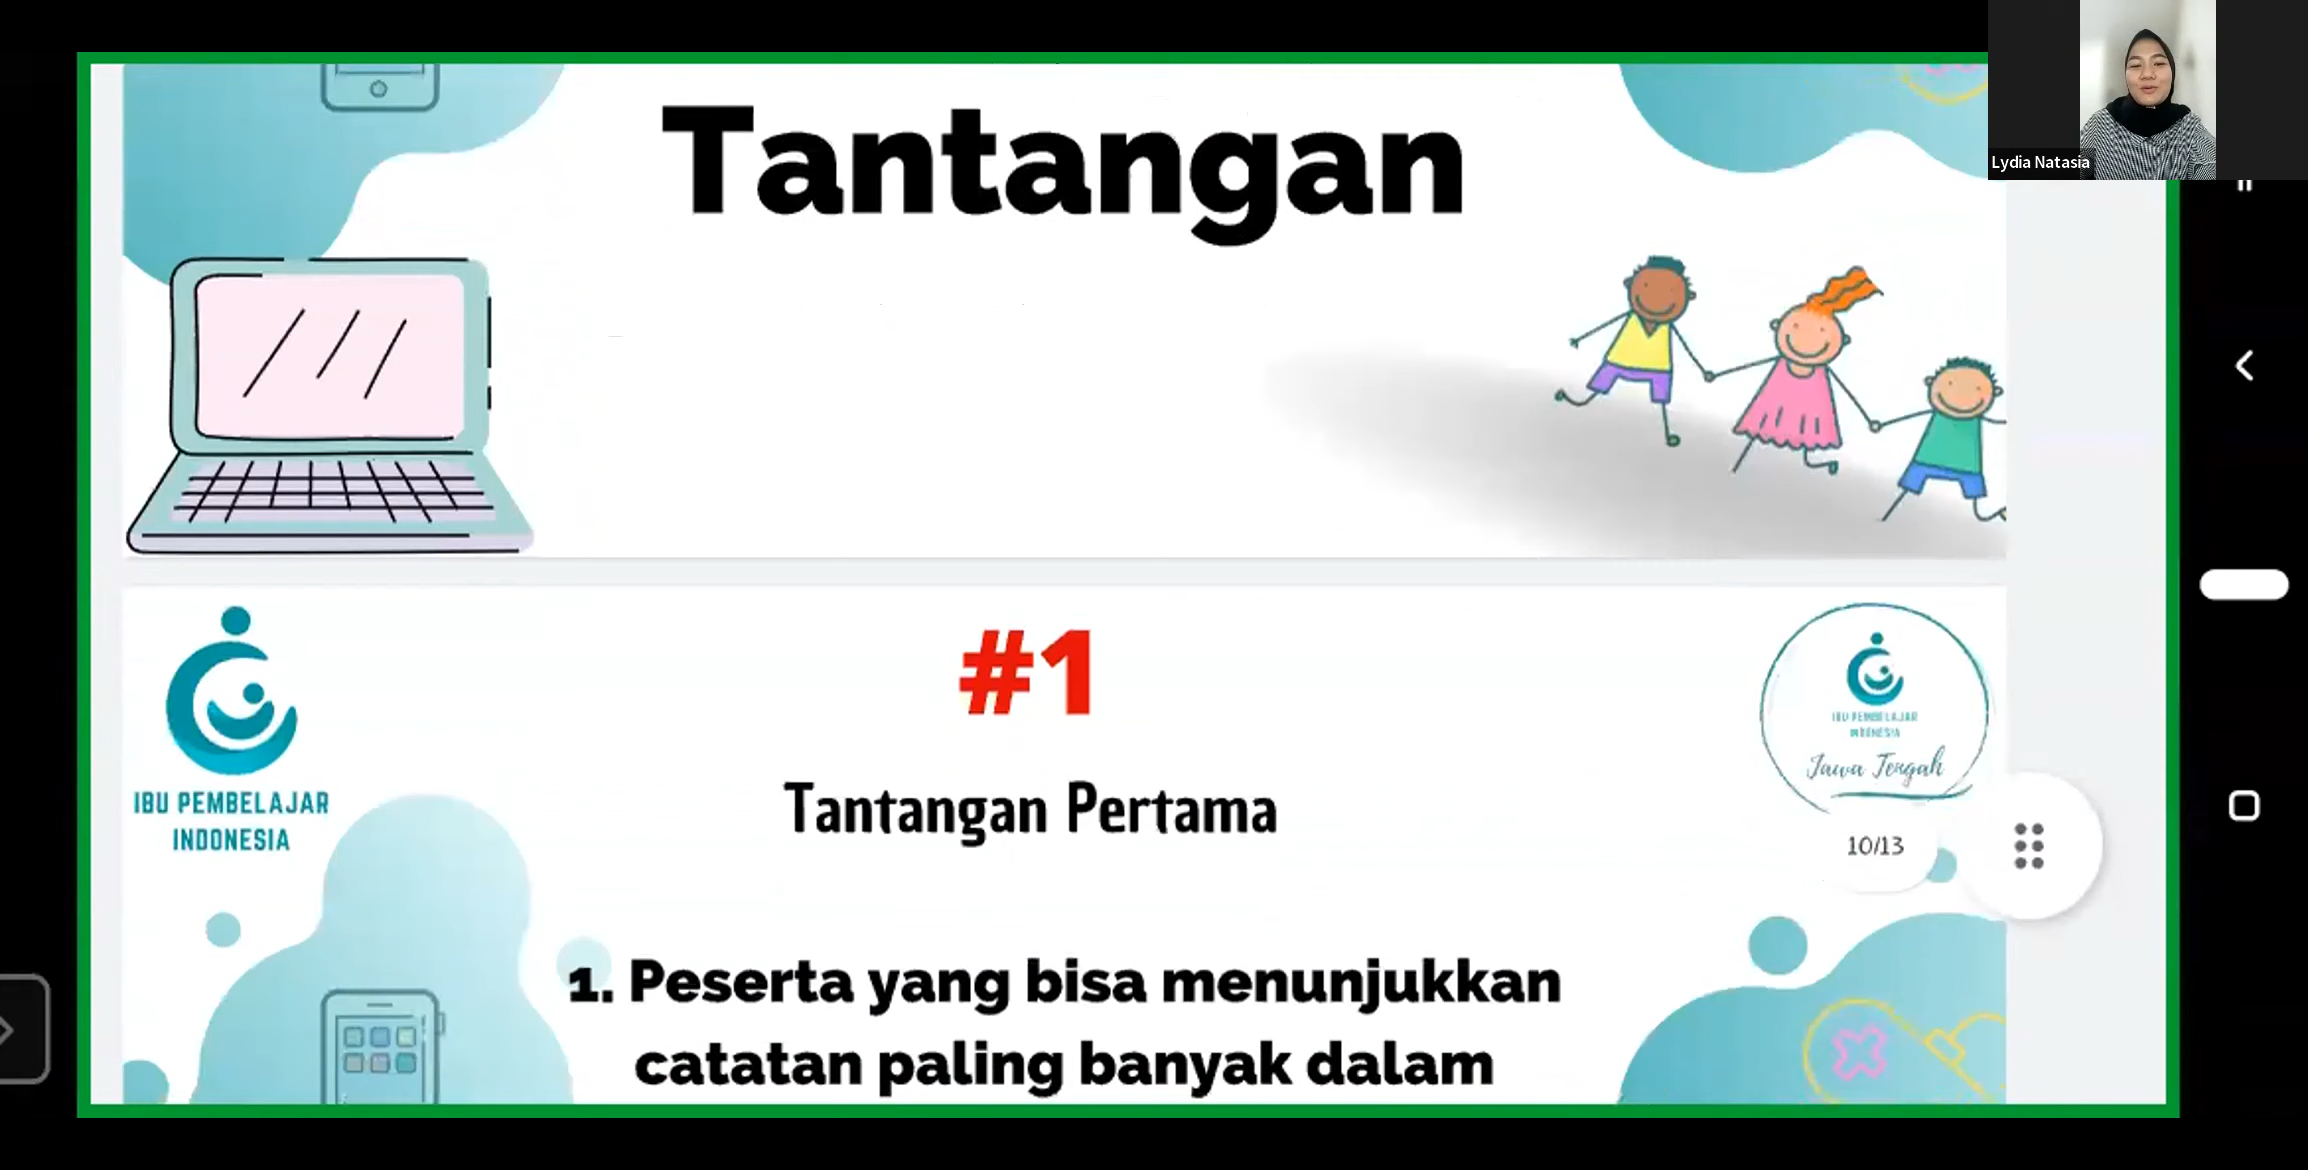 Lydia Natasia
Tantangan
#1
IBU PEMBELAJAR
INDONESIA
IBU PEMBELAJAR
INDONESIA
Jawa Tengah
Tantangan Pertama
10/13
1. Peserta yang bisa menunjukkan
catatan paling banyak dalam